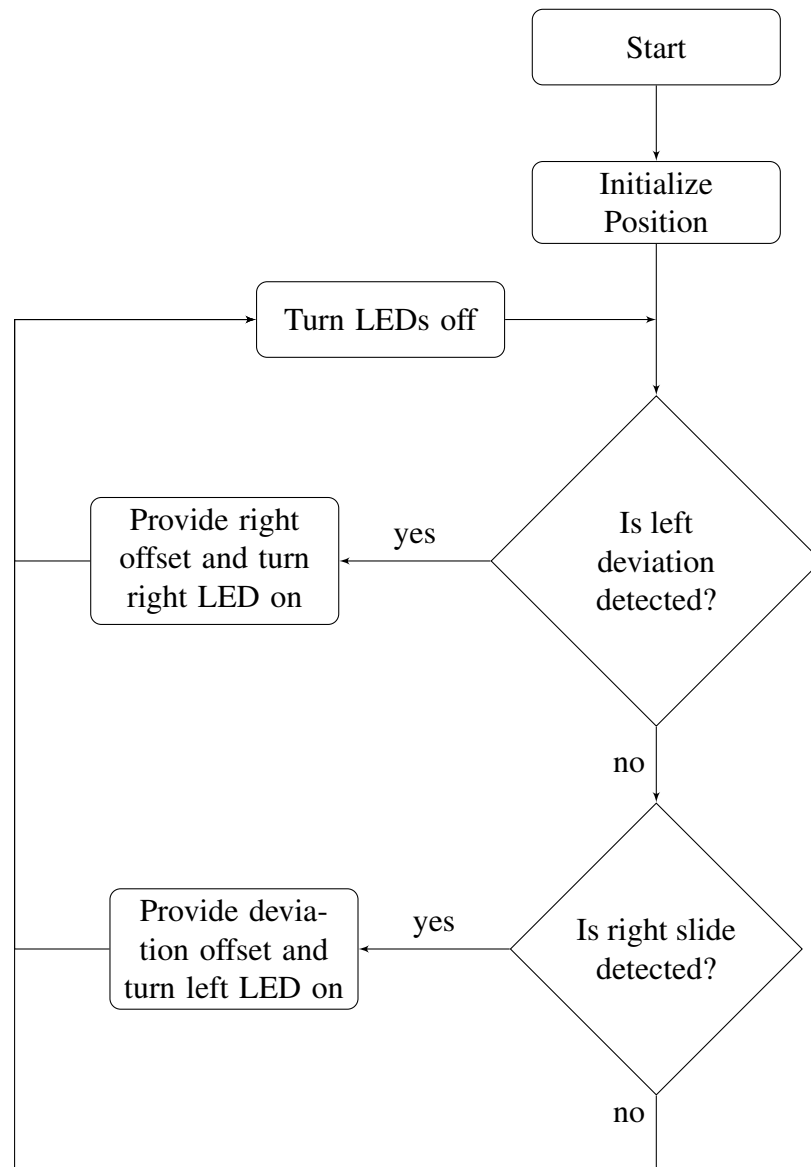 Start
Initialize
Position
Turn LEDs off
Provide right
offset and turn
right LED on
yes
Is left
deviation
detected?
no
Provide devia-
tion offset and
turn left LED on
yes
Is right slide
detected?
no